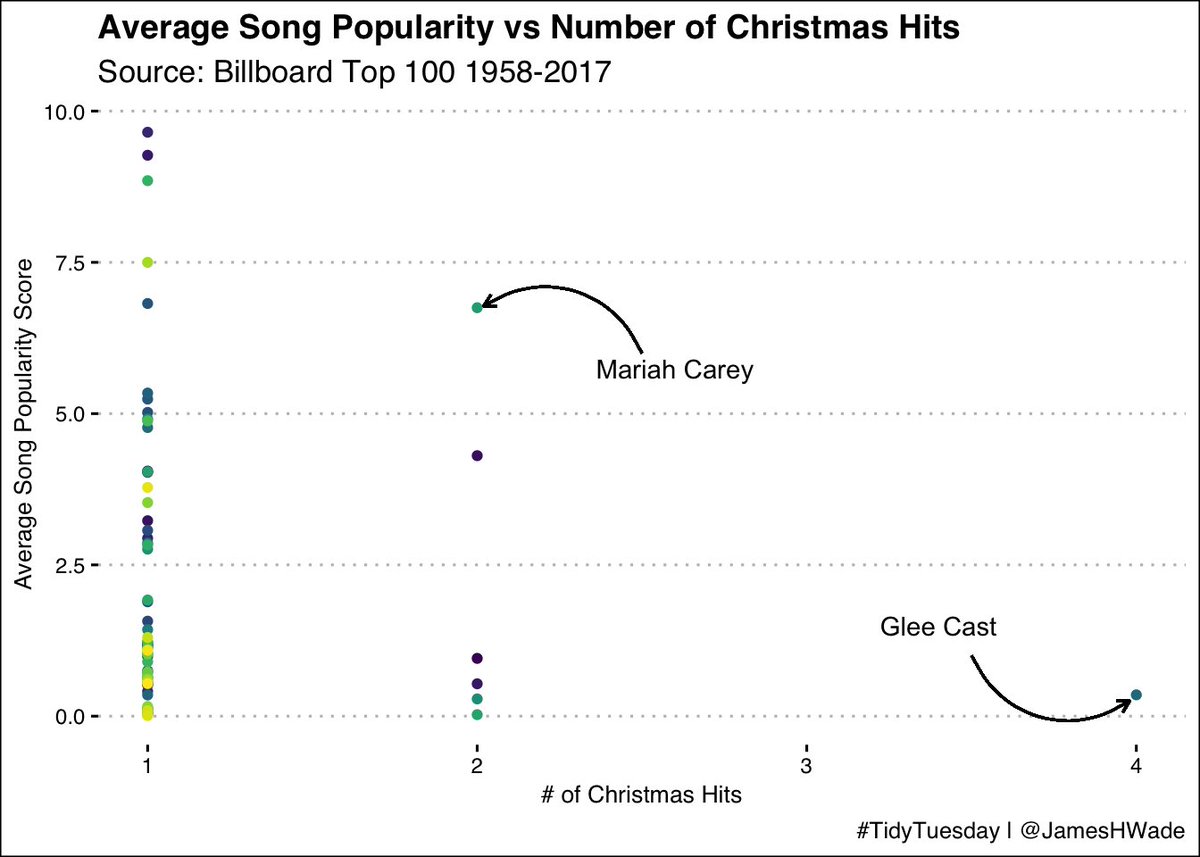 Average Song Popularity vs Number of Christmas Hits
Source: Billboard Top 100 1958-2017
10.0
7.5
5.0
2.5
0.0
Average Song Popularity Score
Mariah Carey
Glee Cast
1 2 3 4
# of Christmas Hits
#TidyTuesday I @JamesHWade